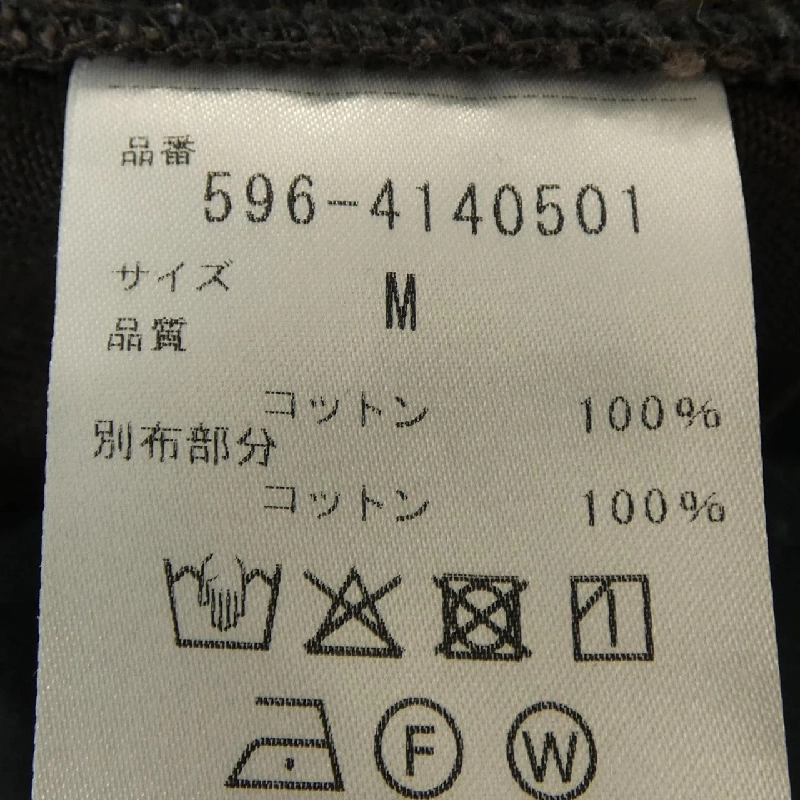 品番
596-4140501
サイズ M
品質
コットン 100%
別布部分
コットン 100%
F W